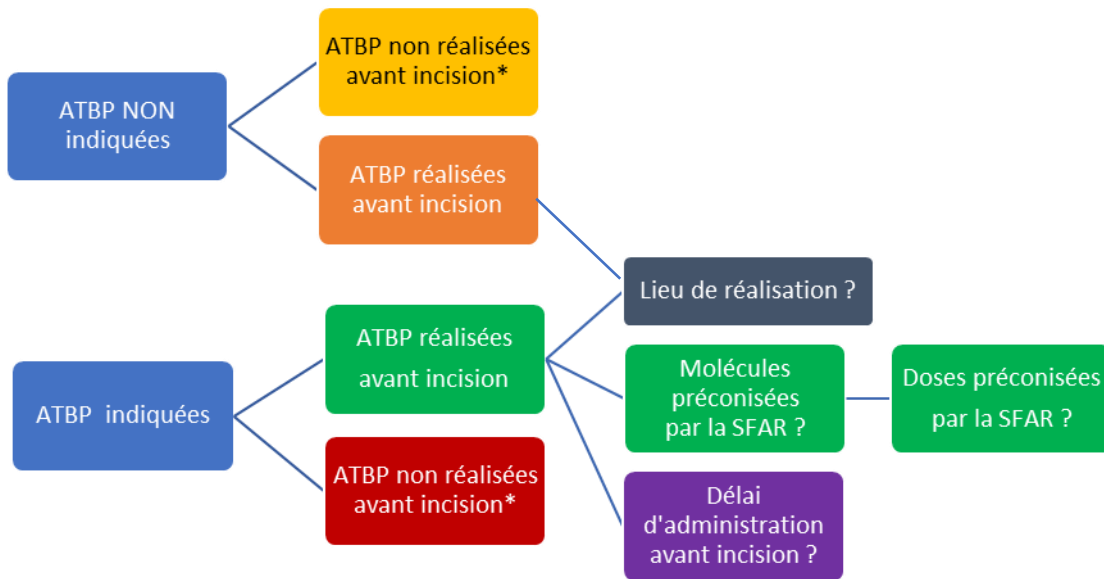 ATBP NON
indiquées
ATBP non réalisées
avant incision*
ATBP réalisées
avant incision
Lieu de réalisation ?
ATBP indiquées
ATBP réalisées
avant incision
ATBP non réalisées
avant incision*
Molécules
préconisées
par la SFAR ?
Doses préconisées
par la SFAR ?
Délai
d'administration
avant incision ?